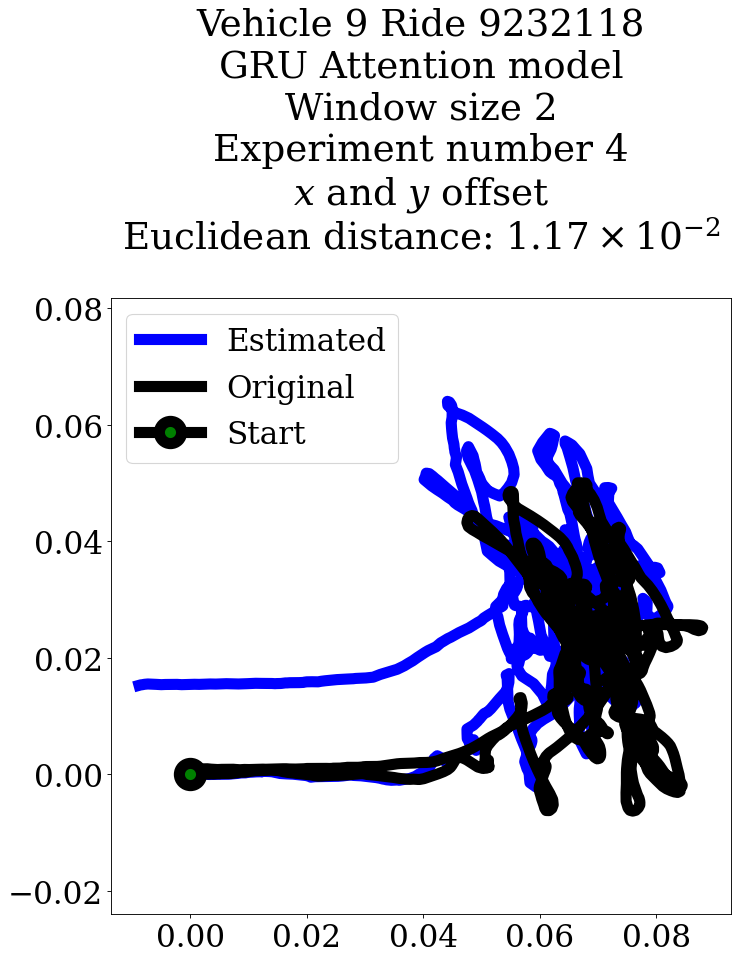 Vehicle 9 Ride 9232118
GRU Attention model
Window size 2
Experiment number 4
x and y offset
Euclidean distance: 1.17 × 10⁻²
0.08
0.06
0.04
0.02
0.00
−0.02
Estimated
Original
Start
0.00 0.02 0.04 0.06 0.08